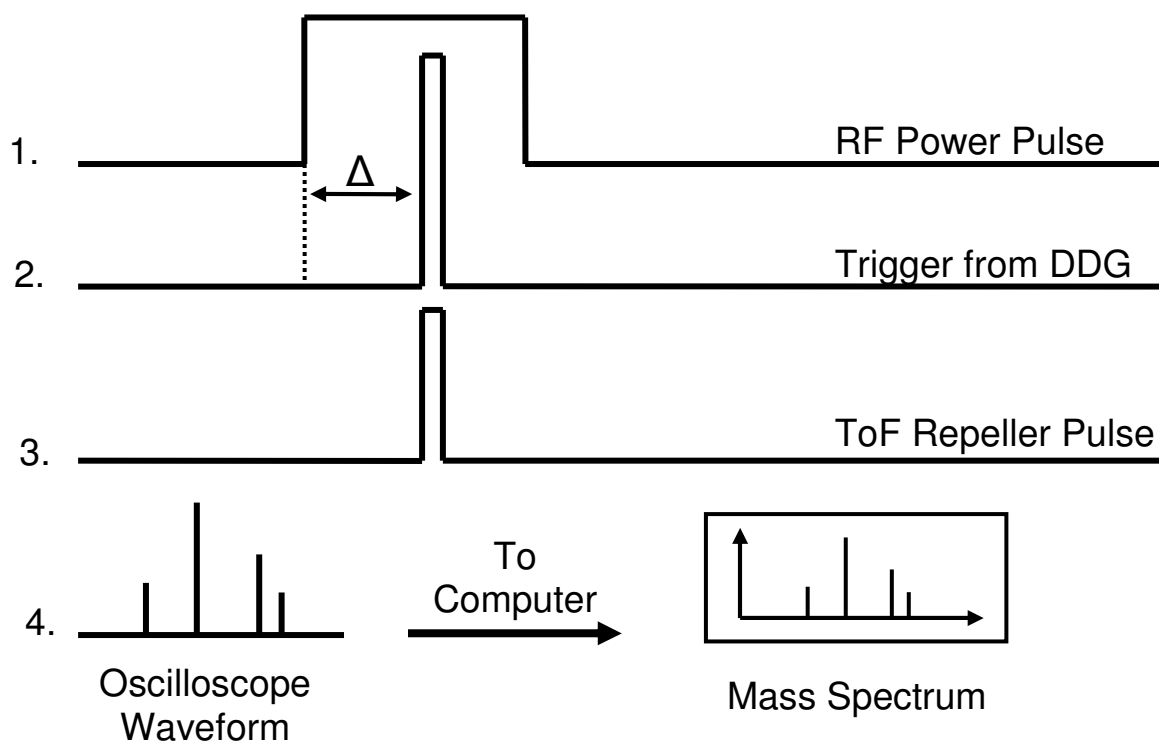 1.
RF Power Pulse
Δ
2.
Trigger from DDG
3.
ToF Repeller Pulse
4.
To
Computer
Oscilloscope
Waveform
Mass Spectrum